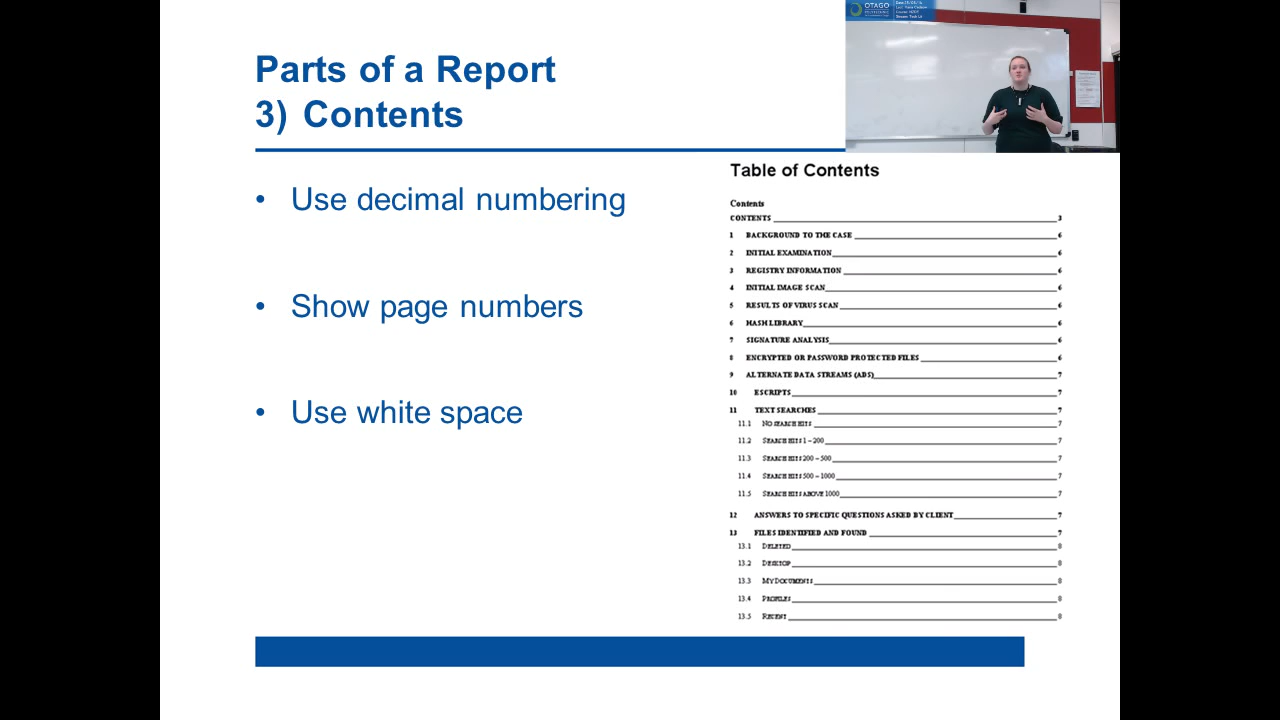 Parts of a Report
3) Contents
• Use decimal numbering
• Show page numbers
• Use white space
OTAGO
Table of Contents
Contents
CONTENTS 3
1 BACKGROUND TO THE CASE 6
2 INITIAL EXAMINATION 6
3 REGISTRY INFORMATION 6
4 INITIAL IMAGE SCAN 6
5 RESULTS OF VIRUS SCAN 6
6 HASH LIBRARY 6
7 SIGNATURE ANALYSIS 6
8 ENCRYPTED OR PASSWORD PROTECTED FILES 6
9 ALTERNATE DATA STREAMS (ADS) 7
10 ESCRIPTS 7
11 TEXT SEARCHES 7
11.1 NO SEARCH HITS 7
11.2 SEARCH HITS 1 – 200 7
11.3 SEARCH HITS 200 – 500 7
11.4 SEARCH HITS 500 – 1000 7
11.5 SEARCH HITS ABOVE 1000 7
12 ANSWERS TO SPECIFIC QUESTIONS ASKED BY CLIENT 7
13 FILES IDENTIFIED AND FOUND 7
13.1 DELETED 8
13.2 DESKTOP 8
13.3 MY DOCUMENTS 8
13.4 PROFILES 8
13.5 RECENT 8